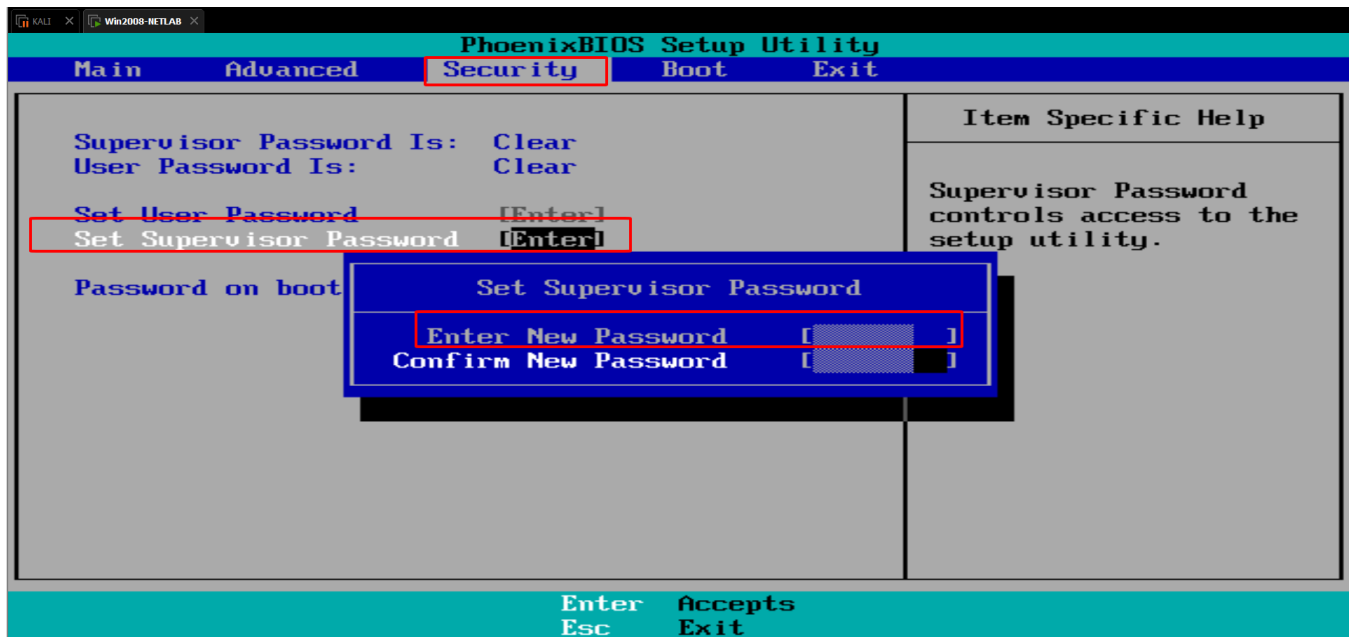 KALI Win2008-NETLAB
PhoenixBIOS Setup Utility
Main Advanced Security Boot Exit
Item Specific Help
Supervisor Password Is: Clear
User Password Is: Clear
Set User Password [Enter]
Set Supervisor Password [Enter]
Password on boot
Supervisor Password
controls access to the
setup utility.
Set Supervisor Password
Enter New Password [ ]
Confirm New Password [ ]
Enter Accepts
Esc Exit